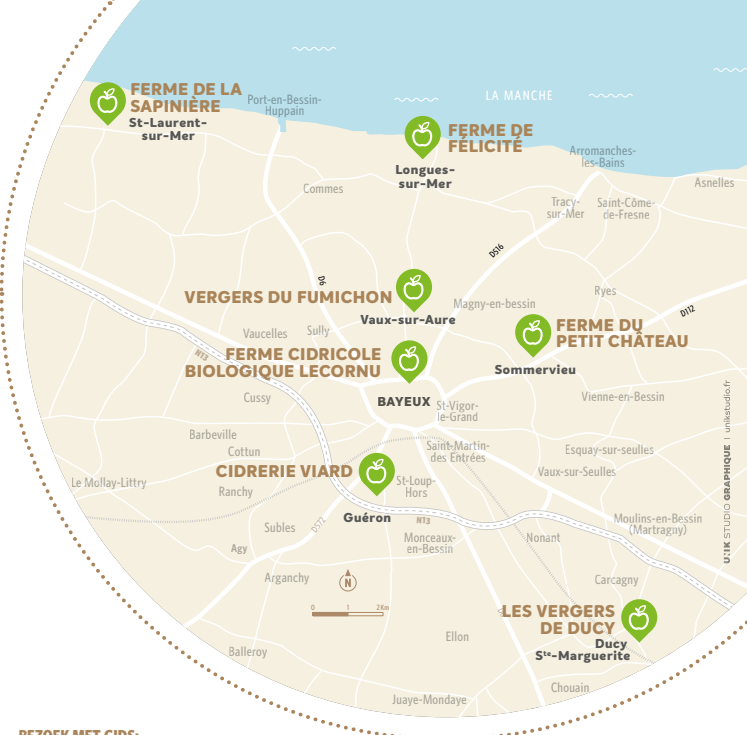 LA MANCHE
FERME DE LA
SAPINIÈRE
St-Laurent-
sur-Mer
Port-en-Bessin-
Huppain
FERME DE
FÉLICITÉ
Longues-
sur-Mer
Arromanches-
les-Bains
Asnelles
Commes
Tracy-
sur-Mer
Saint-Côme-
de-Fresne
D516
D6
VERGERS DU FUMICHON
Vaux-sur-Aure
Magny-en-bessin
Ryes
D112
Vaucelles
Sully
N13
FERME DU
PETIT CHÂTEAU
Sommervieu
FERME CIDRICOLE
BIOLOGIQUE LECORNU
BAYEUX
Cussy
St-Vigor-
le-Grand
Vienne-en-Bessin
Barbeville
Cottun
Saint-Martin-
des Entrées
Esquay-sur-seulles
Vaux-sur-Seulles
CIDRERIE VIARD
Guéron
St-Loup-
Hors
Le Mollay-Littry
Ranchy
Subles
D572
N13
Agy
Monceaux-
en-Bessin
Nonant
Moulins-en-Bessin
(Martragny)
Arganchy
N
0 1 2Km
Carcagny
LES VERGERS
DE DUCY
Ducy
Ste-Marguerite
Ellon
Balleroy
Chouain
Juaye-Mondaye
UNIK STUDIO GRAPHIQUE | unikstudio.fr
BEZOEK MET GIDS: